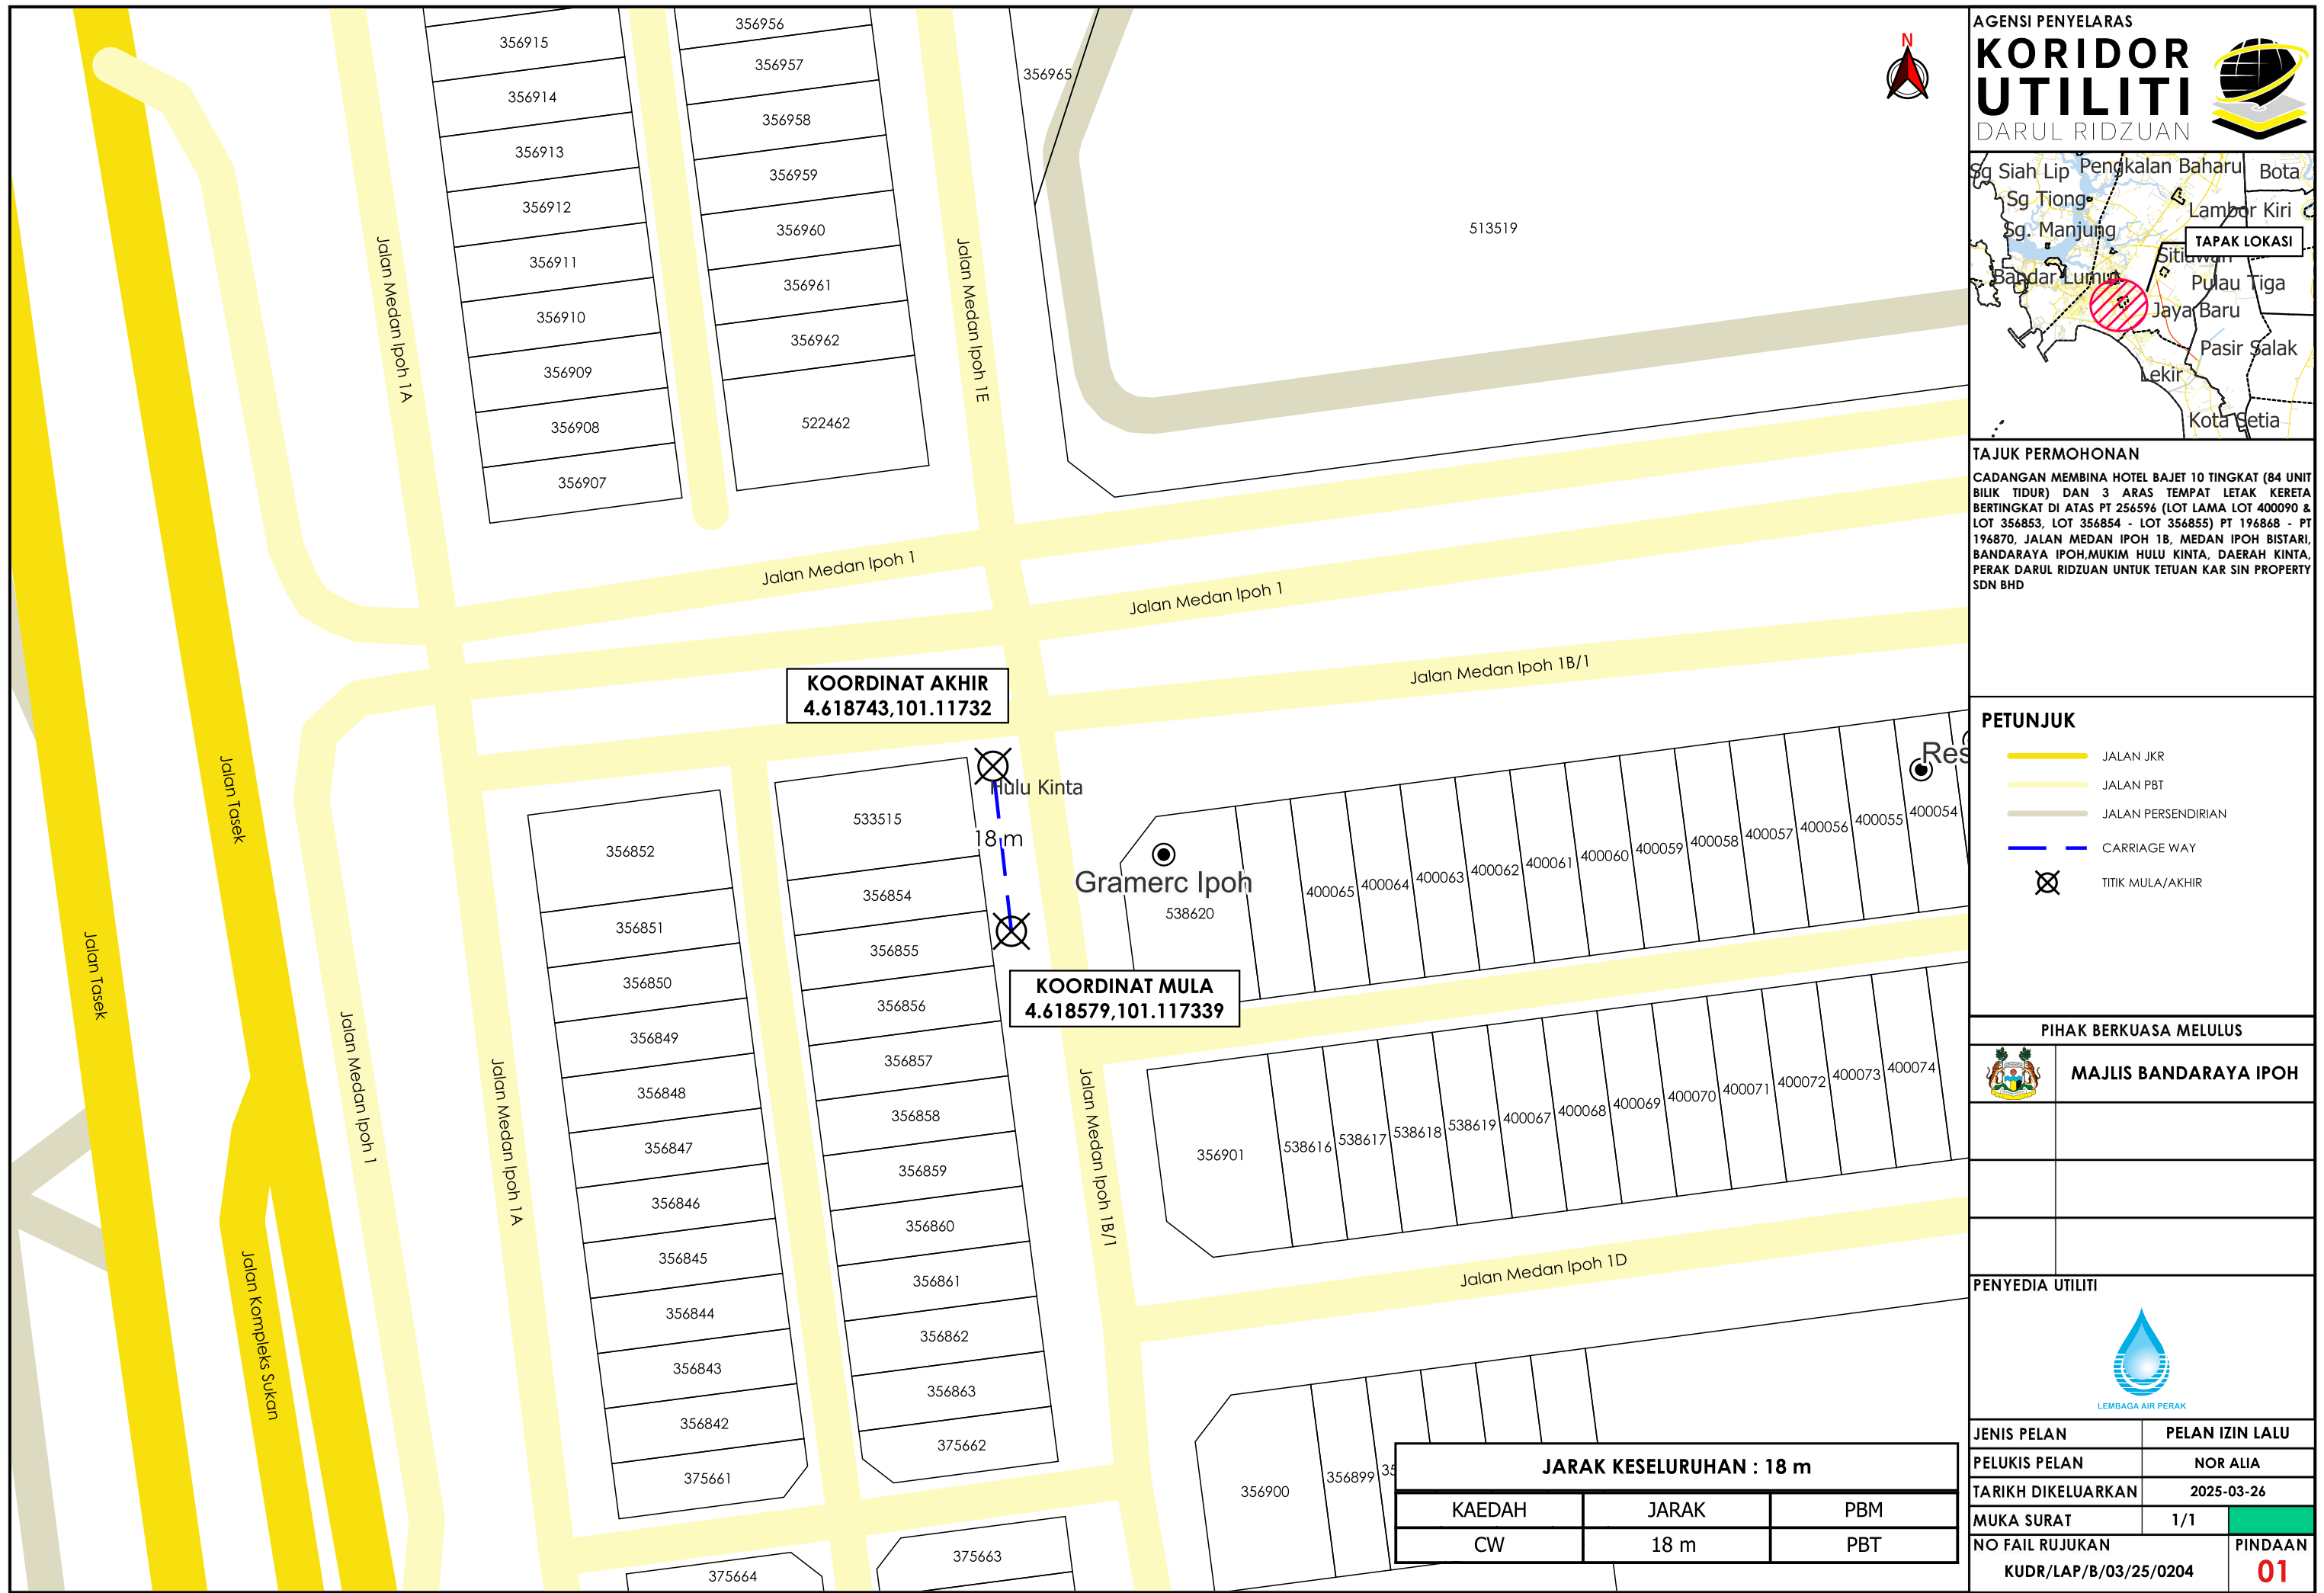 356915
356914
356913
356912
356911
356910
356909
356908
356907
356956
356957
356958
356959
356960
356961
356962
522462
356965
513519
N
Jalan Medan Ipoh 1A
Jalan Medan Ipoh 1E
Jalan Medan Ipoh 1
Jalan Medan Ipoh 1
Jalan Medan Ipoh 1B/1
KOORDINAT AKHIR
4.618743,101.11732
Hulu Kinta
18 m
KOORDINAT MULA
4.618579,101.117339
Jalan Tasek
Jalan Tasek
Jalan Kompleks Sukan
Jalan Medan Ipoh 1
Jalan Medan Ipoh 1A
Jalan Medan Ipoh 1B/1
Jalan Medan Ipoh 1D
356852
356851
356850
356849
356848
356847
356846
356845
356844
356843
356842
375661
375664
533515
356854
356855
356856
356857
356858
356859
356860
356861
356862
356863
375662
375663
Gramerc Ipoh
538620
400065
400064
400063
400062
400061
400060
400059
400058
400057
400056
400055
400054
Res
356901
538616
538617
538618
538619
400067
400068
400069
400070
400071
400072
400073
400074
356900
356899
35
JARAK KESELURUHAN : 18 m
KAEDAH JARAK PBM
CW 18 m PBT
AGENSI PENYELARAS
KORIDOR
UTILITI
DARUL RIDZUAN
Sg Siah Lip
Pengkalan Baharu
Bota
Sg Tiong
Lambor Kiri
Sg. Manjung
TAPAK LOKASI
Sitiawan
Bandar Lumut
Pulau Tiga
Jaya Baru
Pasir Salak
Lekir
Kota Setia
TAJUK PERMOHONAN
CADANGAN MEMBINA HOTEL BAJET 10 TINGKAT (84 UNIT
BILIK TIDUR) DAN 3 ARAS TEMPAT LETAK KERETA
BERTINGKAT DI ATAS PT 256596 (LOT LAMA LOT 400090 &
LOT 356853, LOT 356854 - LOT 356855) PT 196868 - PT
196870, JALAN MEDAN IPOH 1B, MEDAN IPOH BISTARI,
BANDARAYA IPOH,MUKIM HULU KINTA, DAERAH KINTA,
PERAK DARUL RIDZUAN UNTUK TETUAN KAR SIN PROPERTY
SDN BHD
PETUNJUK
JALAN JKR
JALAN PBT
JALAN PERSENDIRIAN
CARRIAGE WAY
TITIK MULA/AKHIR
PIHAK BERKUASA MELULUS
MAJLIS BANDARAYA IPOH
PENYEDIA UTILITI
LEMBAGA AIR PERAK
JENIS PELAN PELAN IZIN LALU
PELUKIS PELAN NOR ALIA
TARIKH DIKELUARKAN 2025-03-26
MUKA SURAT 1/1
NO FAIL RUJUKAN PINDAAN
KUDR/LAP/B/03/25/0204 01